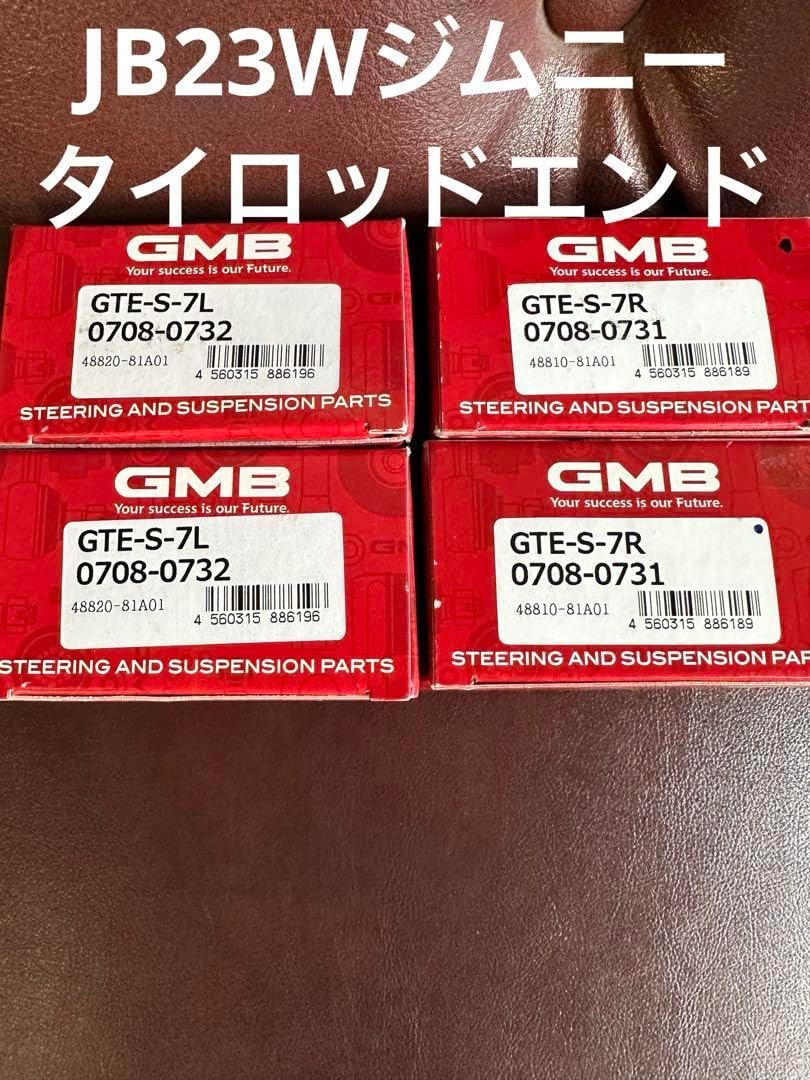 JB23Wジムニー
タイロッドエンド
GMB
Your success is our Future.
GTE-S-7L
0708-0732
48820-81A01
4 560315 886196
STEERING AND SUSPENSION PARTS
GMB
Your success is our Future.
GTE-S-7R
0708-0731
48810-81A01
4 560315 886189
STEERING AND SUSPENSION PART
GMB
Your success is our Future.
GTE-S-7L
0708-0732
48820-81A01
4 560315 886196
STEERING AND SUSPENSION PARTS
GMB
Your success is our Future.
GTE-S-7R
0708-0731
48810-81A01
4 560315 886189
STEERING AND SUSPENSION PAR